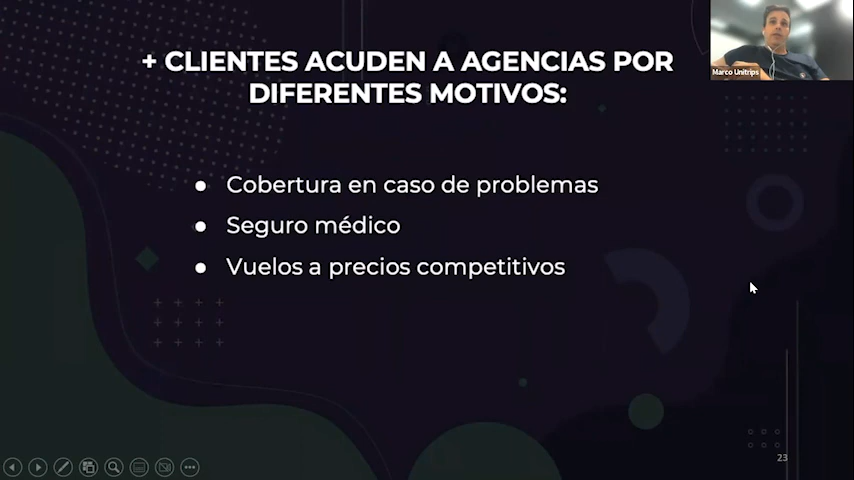 + CLIENTES ACUDEN A AGENCIAS POR
DIFERENTES MOTIVOS:
Marco Unitrips
● Cobertura en caso de problemas
● Seguro médico
● Vuelos a precios competitivos
23